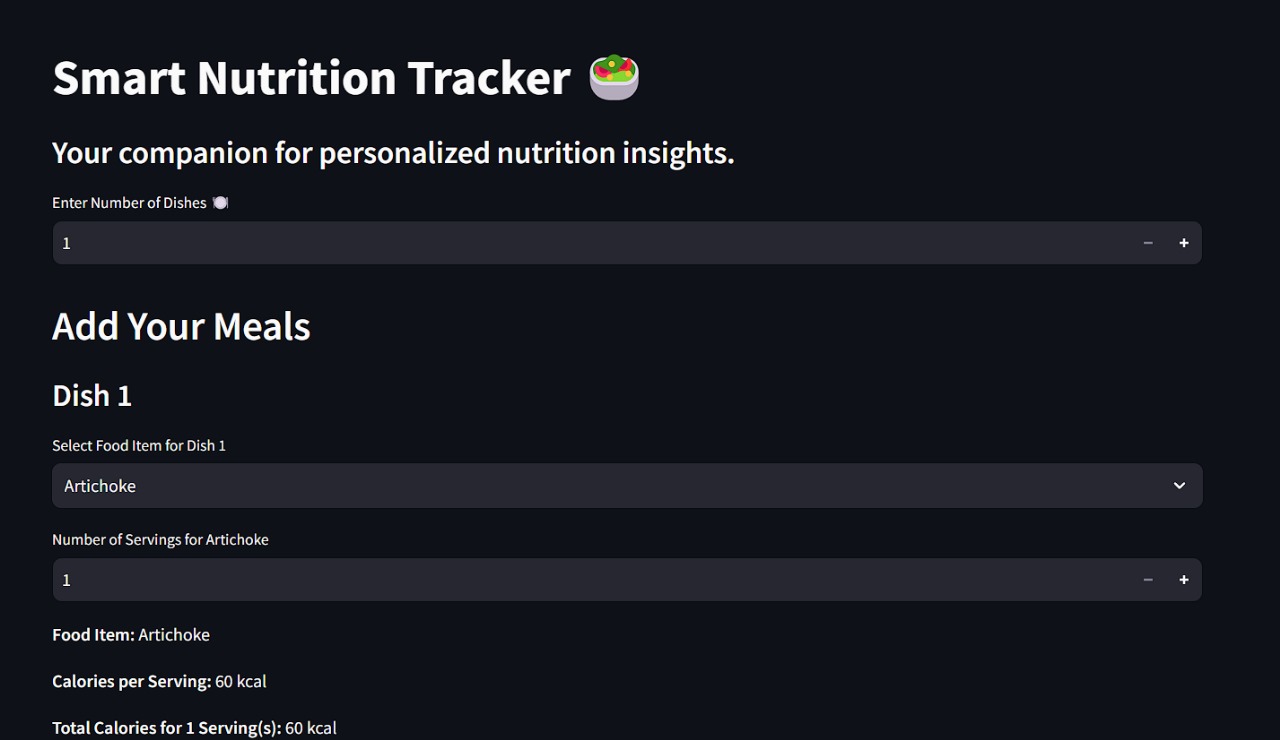 Smart Nutrition Tracker 🥗
Your companion for personalized nutrition insights.
Enter Number of Dishes 🍽️
1
Add Your Meals
Dish 1
Select Food Item for Dish 1
Artichoke
Number of Servings for Artichoke
1
Food Item: Artichoke
Calories per Serving: 60 kcal
Total Calories for 1 Serving(s): 60 kcal